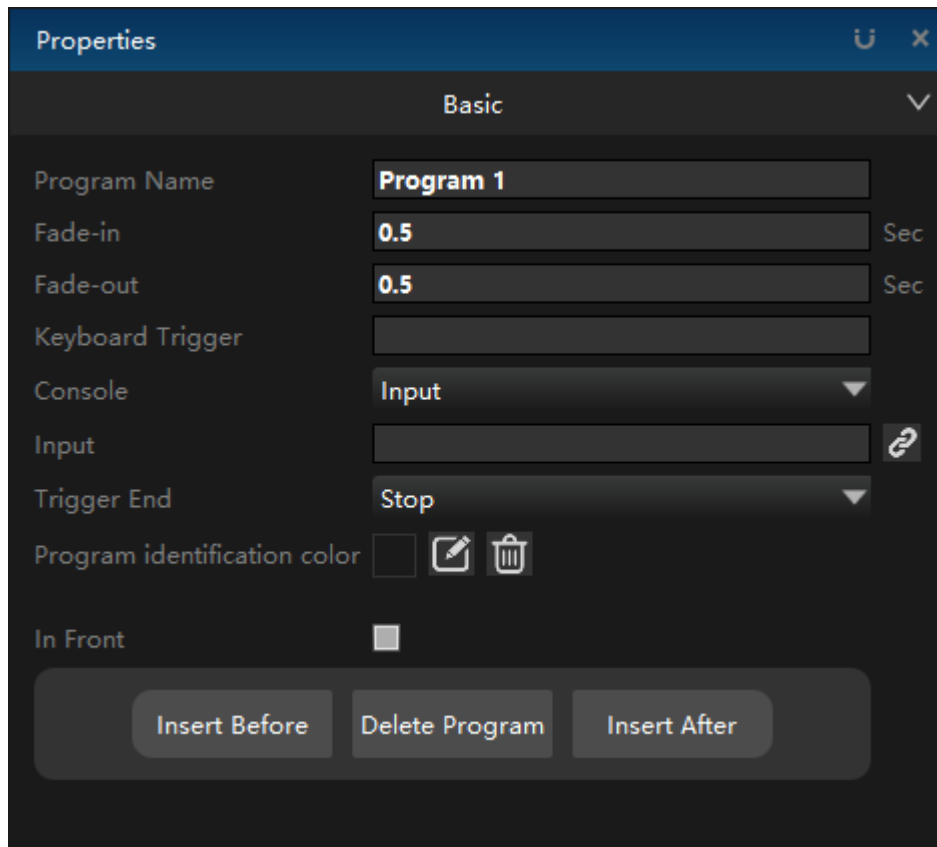 Properties
Basic
Program Name Program 1
Fade-in 0.5 Sec
Fade-out 0.5 Sec
Keyboard Trigger
Console Input
Input
Trigger End Stop
Program identification color
In Front
Insert Before Delete Program Insert After